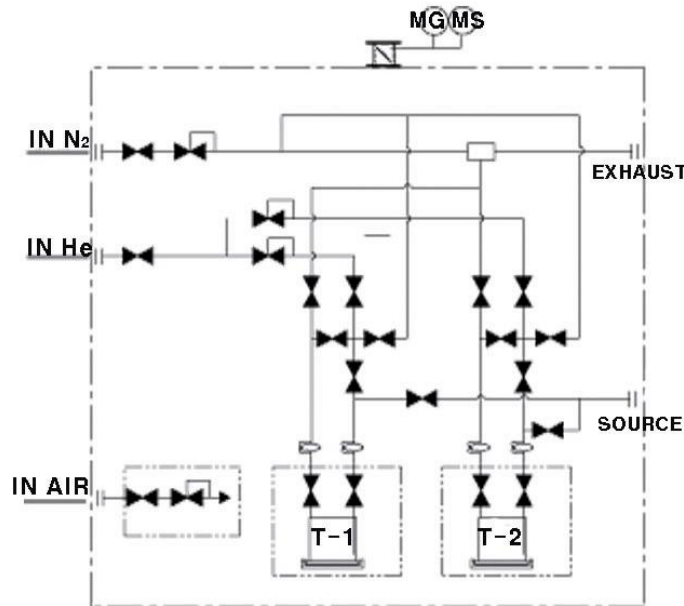 MG MS
IN N₂
EXHAUST
IN He
SOURCE
IN AIR
T-1
T-2